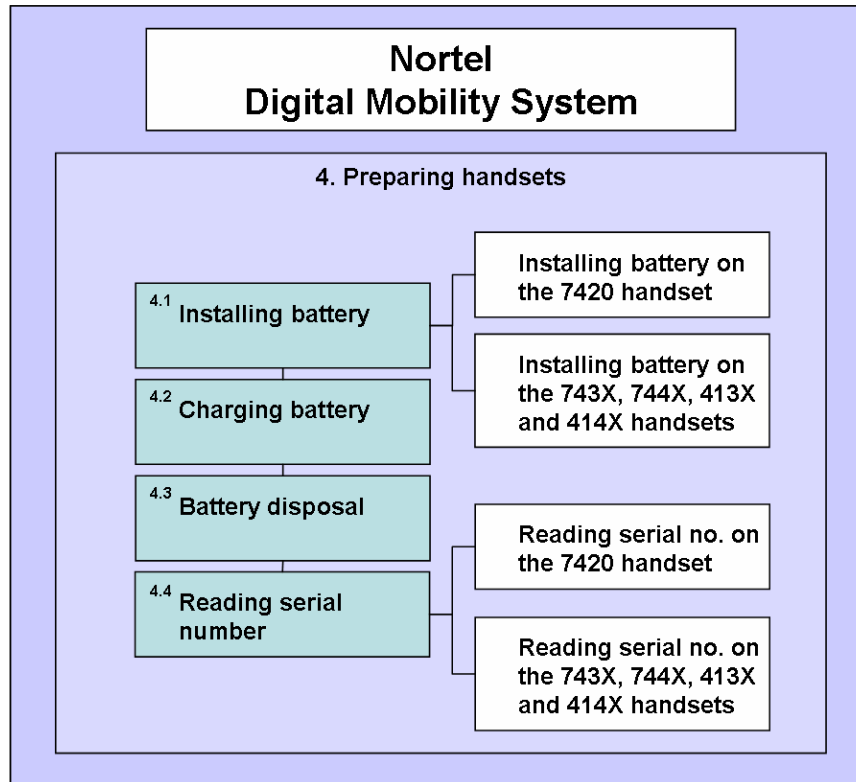 Nortel
Digital Mobility System
4. Preparing handsets
4.1 Installing battery
Installing battery on
the 7420 handset
Installing battery on
the 743X, 744X, 413X
and 414X handsets
4.2 Charging battery
4.3 Battery disposal
4.4 Reading serial
number
Reading serial no. on
the 7420 handset
Reading serial no. on
the 743X, 744X, 413X
and 414X handsets